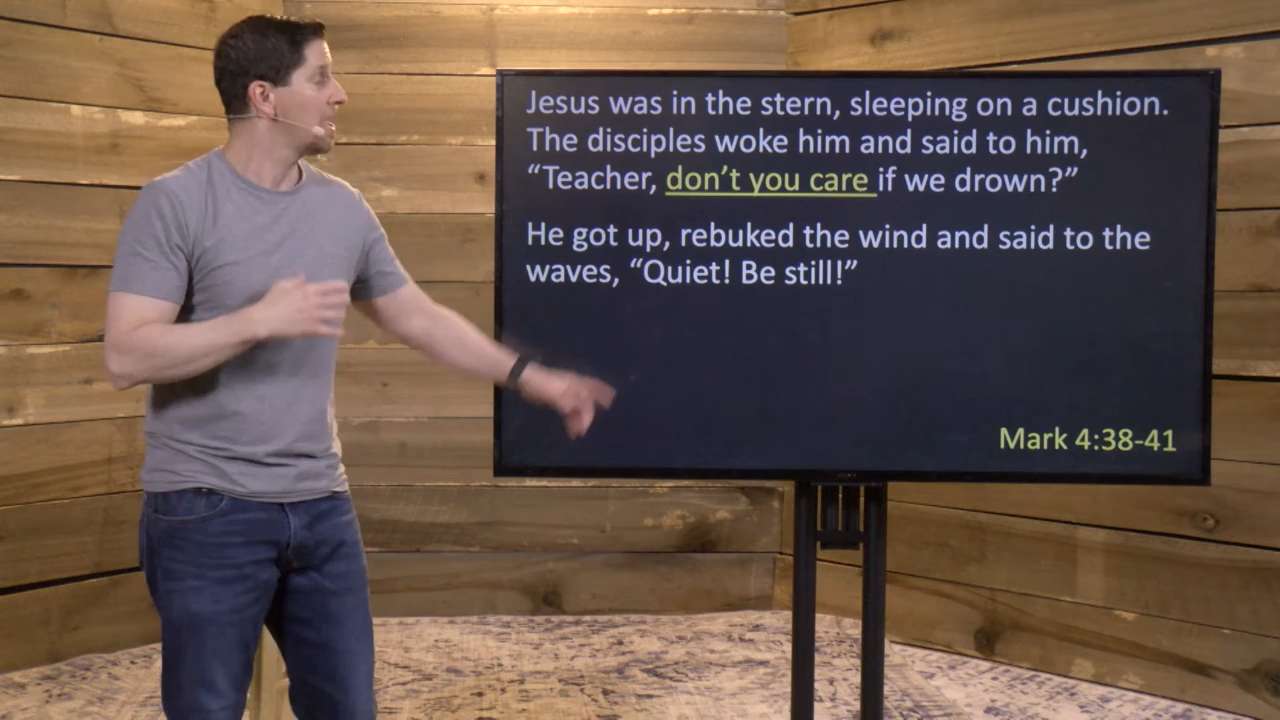 Jesus was in the stern, sleeping on a cushion.
The disciples woke him and said to him,
“Teacher, don’t you care if we drown?”
He got up, rebuked the wind and said to the
waves, “Quiet! Be still!”
Mark 4:38-41